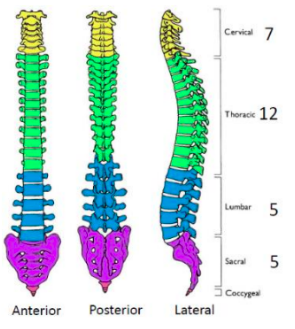 Cervical 7
Thoracic 12
Lumbar 5
Sacral 5
Coccygeal
Anterior Posterior Lateral